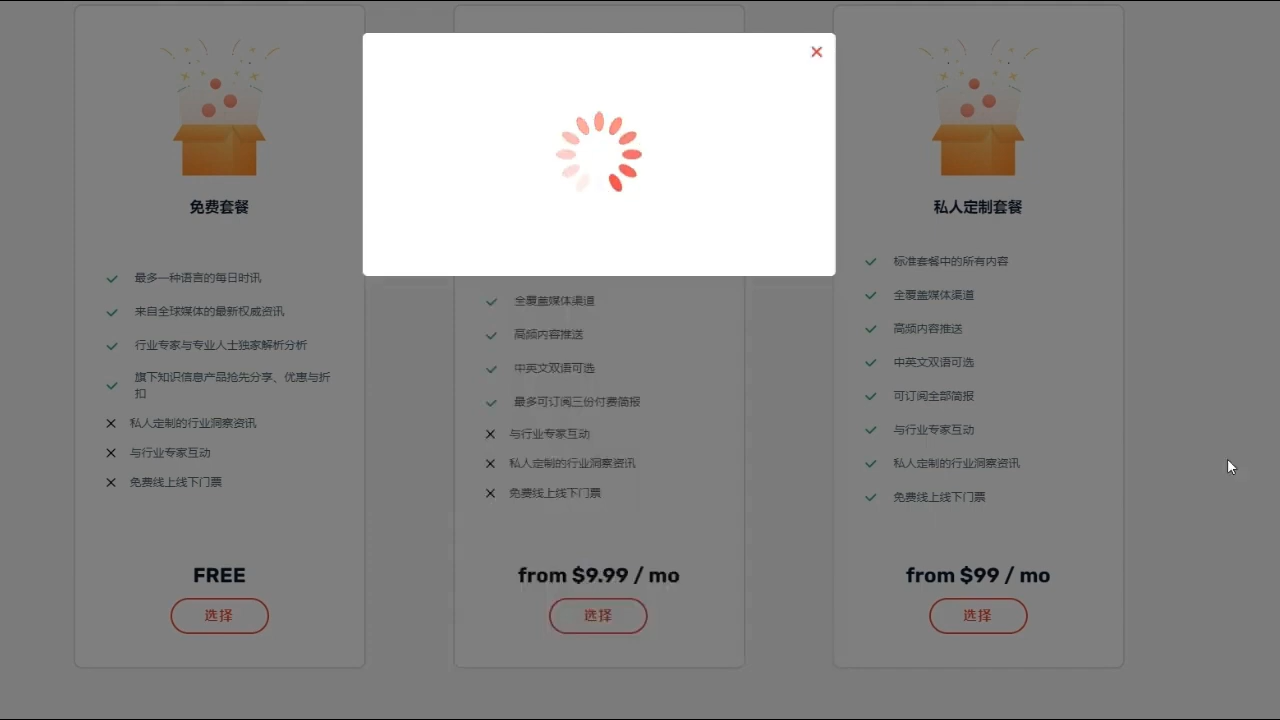 免费套餐
最多一种语言的每日时讯
来自全球媒体的最新权威资讯
行业专家与专业人士独家解析分析
旗下知识信息产品抢先分享、优惠与折
扣
私人定制的行业洞察资讯
与行业专家互动
免费线上线下门票
FREE
选择
全覆盖媒体渠道
高频内容推送
中英文双语可选
最多可订阅三份付费简报
与行业专家互动
私人定制的行业洞察资讯
免费线上线下门票
from $9.99 / mo
选择
私人定制套餐
标准套餐中的所有内容
全覆盖媒体渠道
高频内容推送
中英文双语可选
可订阅全部简报
与行业专家互动
私人定制的行业洞察资讯
免费线上线下门票
from $99 / mo
选择